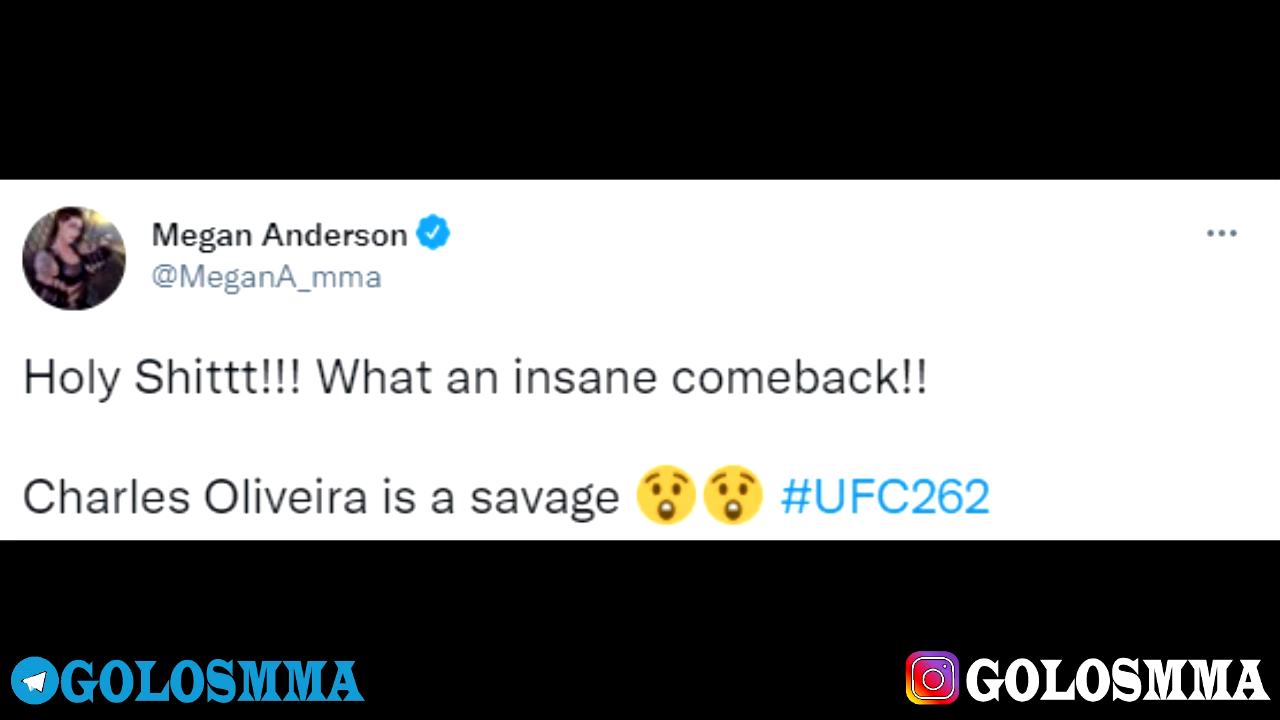 Megan Anderson
@MeganA_mma
Holy Shittt!!! What an insane comeback!!
Charles Oliveira is a savage 😲😲 #UFC262
GOLOSMMA GOLOSMMA